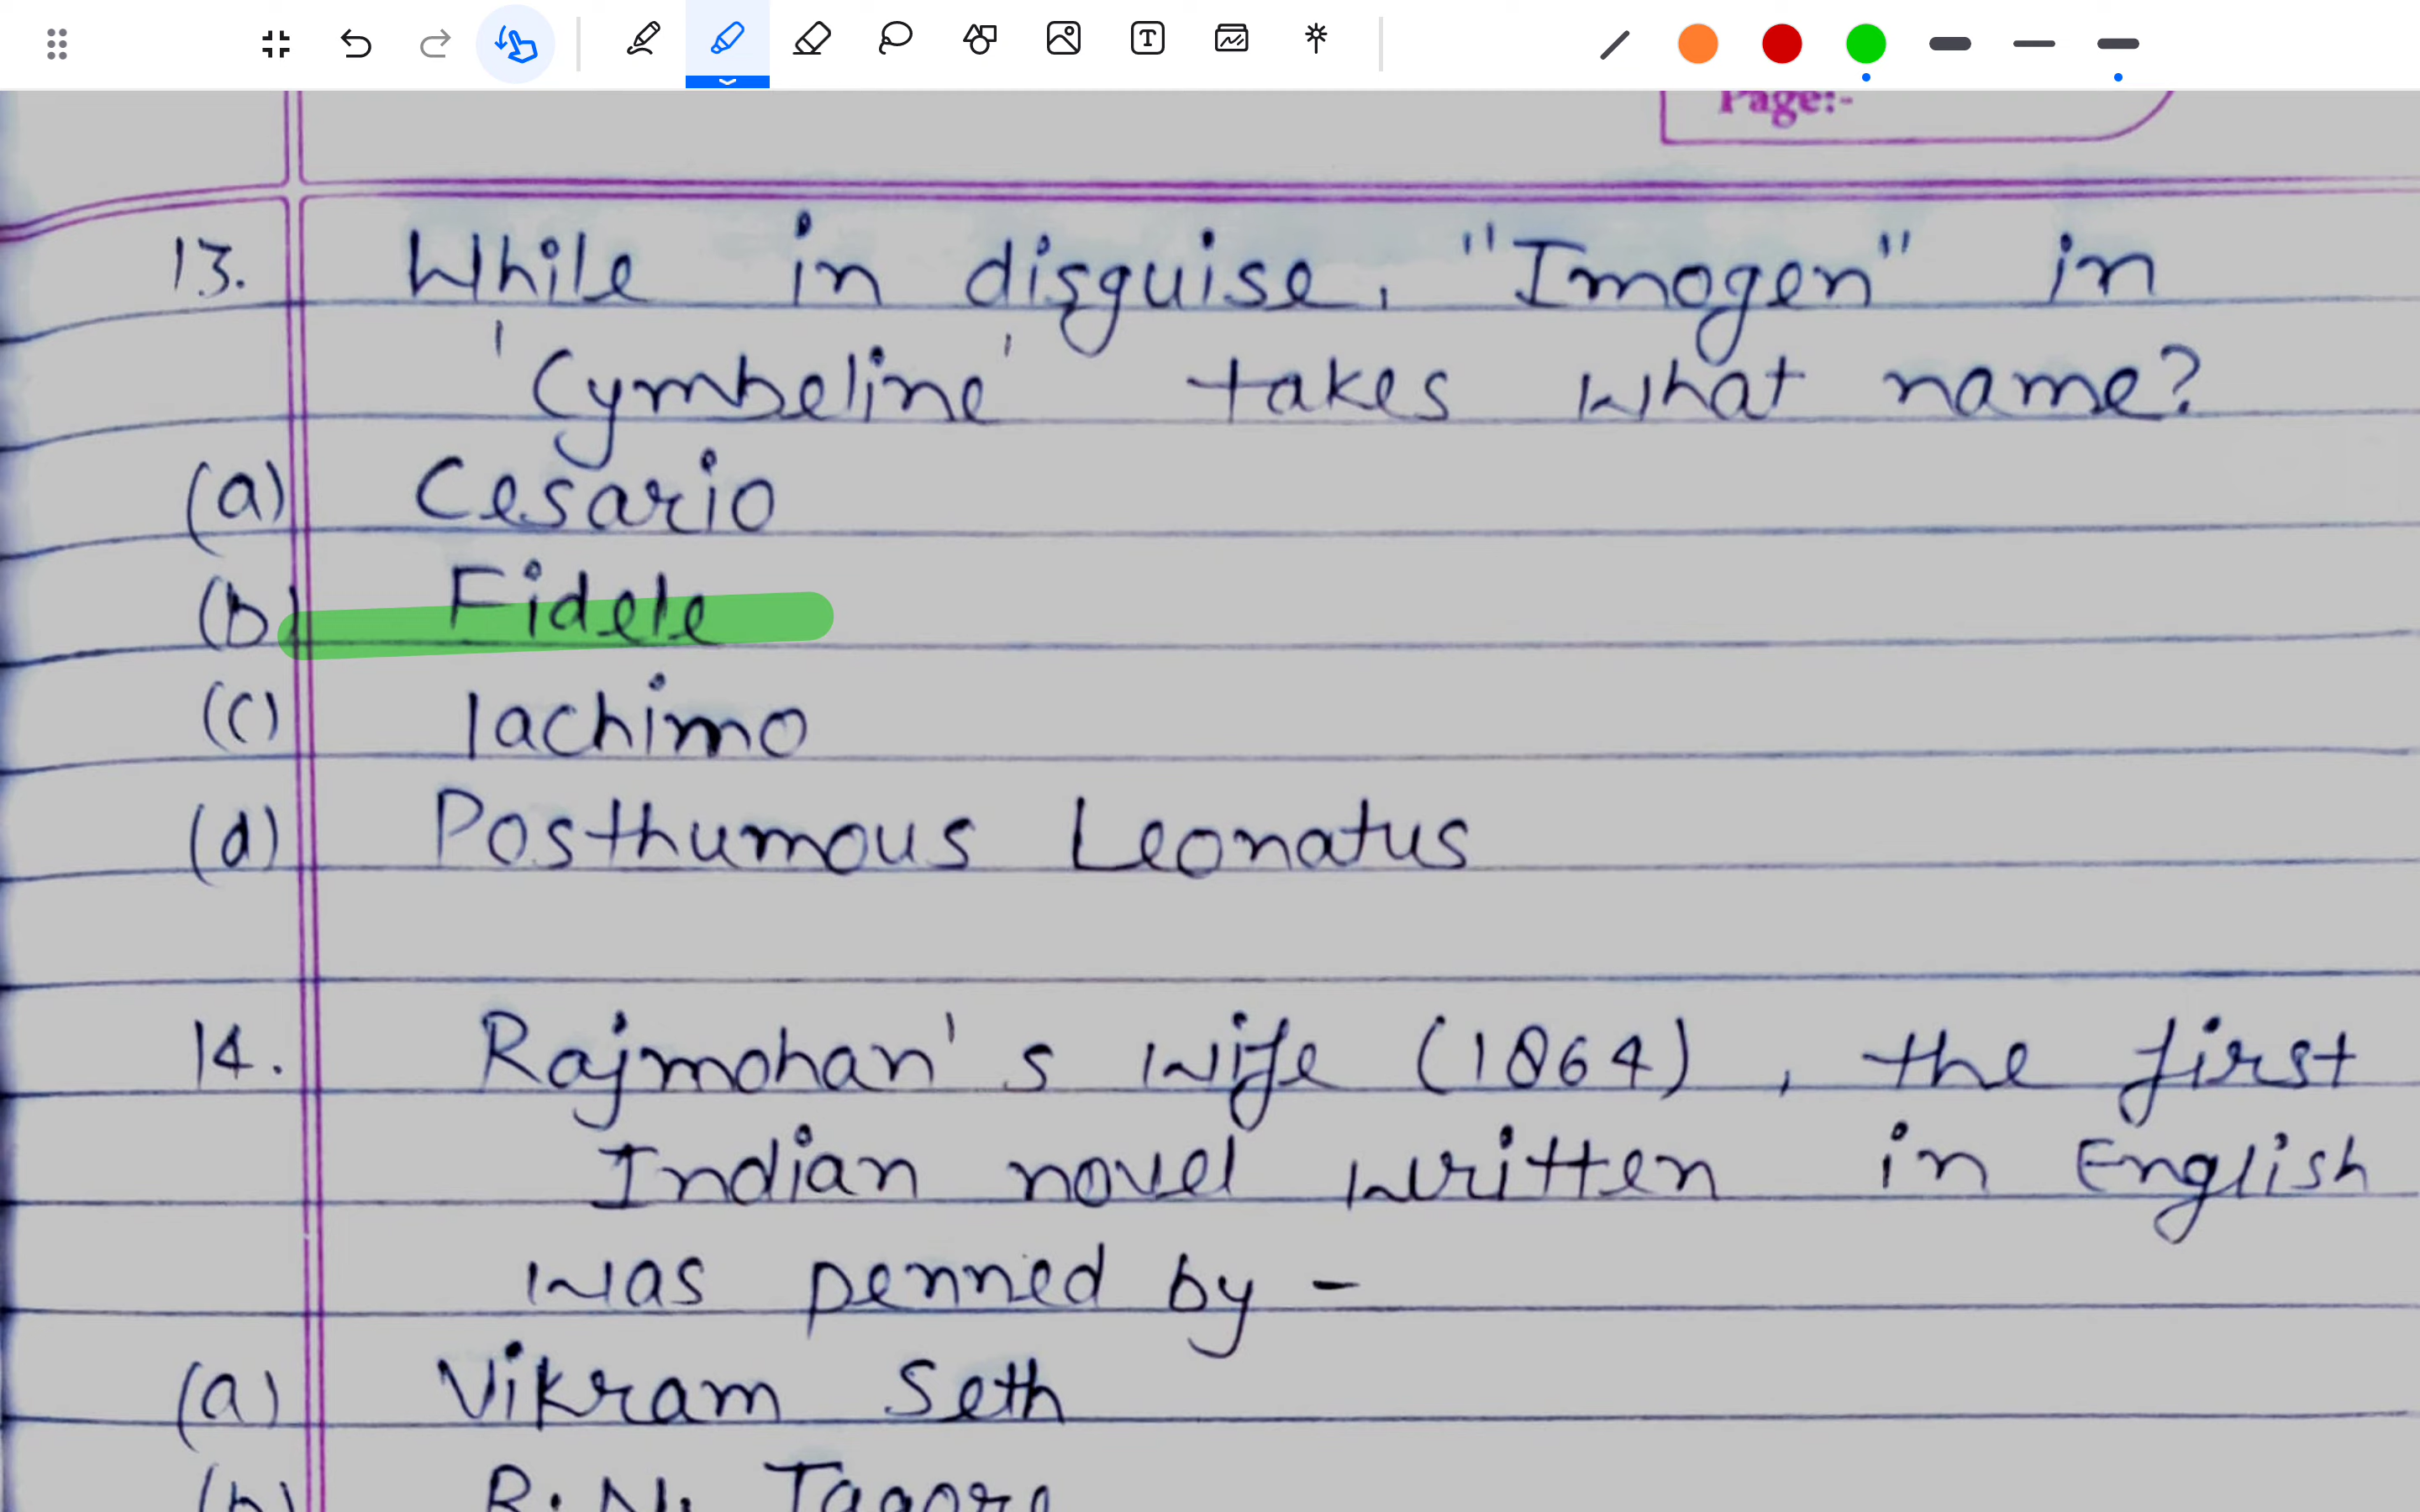 Page:-
13. While in disguise, "Imogen" in
'Cymbeline' takes what name?
(a) Cesario
(b) Fidele
(c) Iachimo
(d) Posthumous Leonatus
14. Rajmohan's wife (1864), the first
Indian novel written in English
was penned by -
(a) Vikram Seth
(b) R. N. Tagore